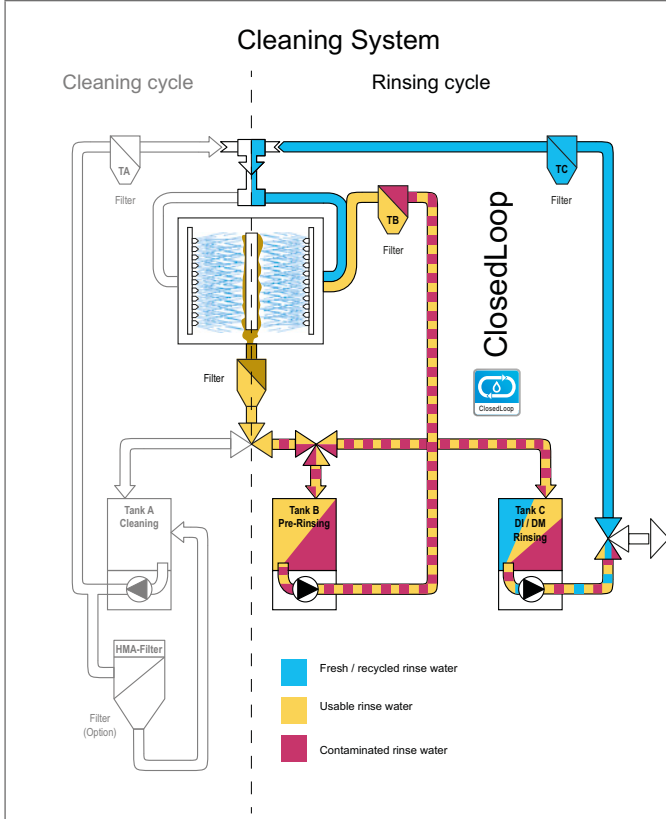 Cleaning System
Cleaning cycle
Rinsing cycle
TA
Filter
TC
Filter
TB
Filter
ClosedLoop
ClosedLoop
Filter
Tank A
Cleaning
Tank B
Pre-Rinsing
Tank C
DI / DM
Rinsing
HMA-Filter
Filter
(Option)
Fresh / recycled rinse water
Usable rinse water
Contaminated rinse water